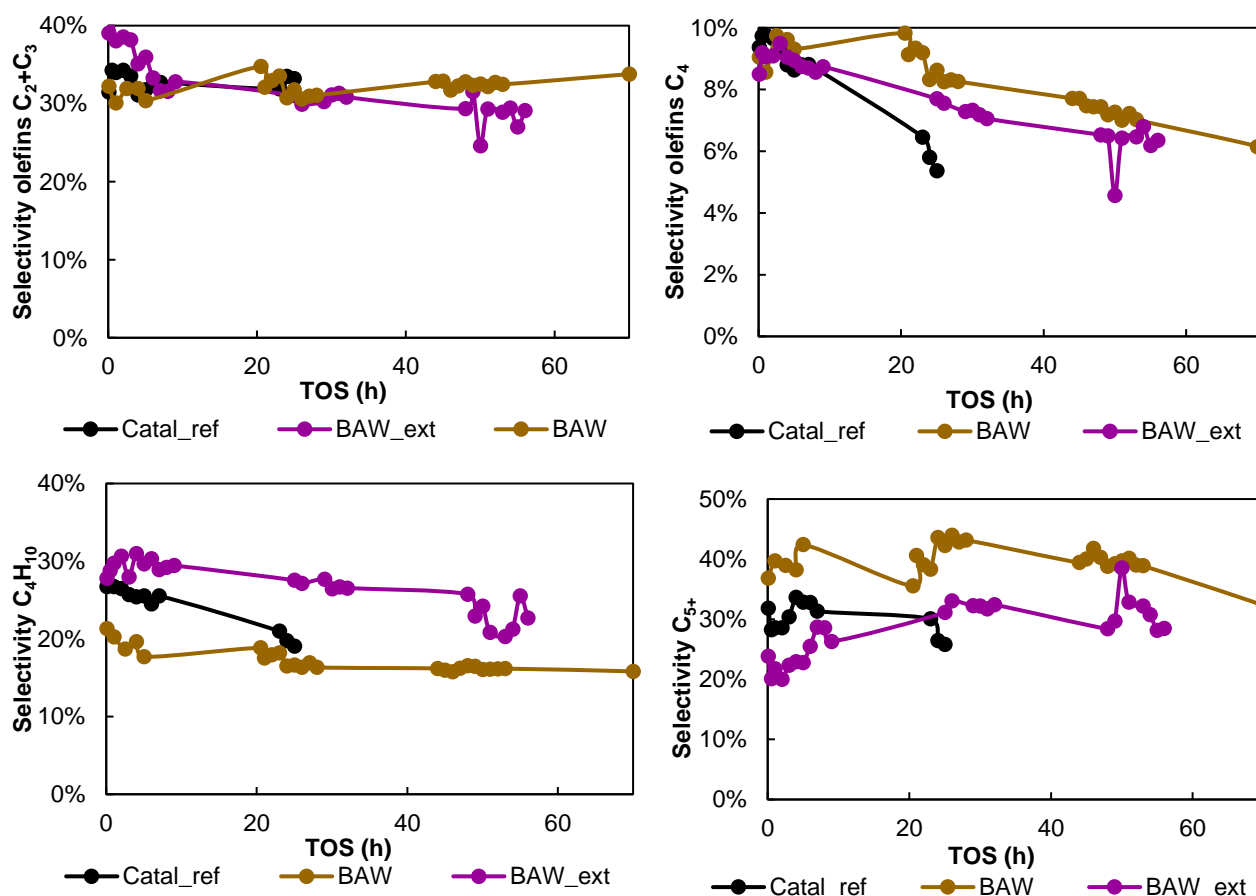 Selectivity olefins C₂+C₃
40%
30%
20%
10%
0%
0 20 40 60
TOS (h)
Catal_ref BAW_ext BAW
Selectivity olefins C₄
10%
8%
6%
4%
2%
0%
0 20 40 60
TOS (h)
Catal_ref BAW BAW_ext
Selectivity C₄H₁₀
40%
30%
20%
10%
0%
0 20 40 60
TOS (h)
Catal_ref BAW BAW_ext
Selectivity C₅₊
50%
40%
30%
20%
10%
0%
0 20 40 60
TOS (h)
Catal_ref BAW BAW_ext